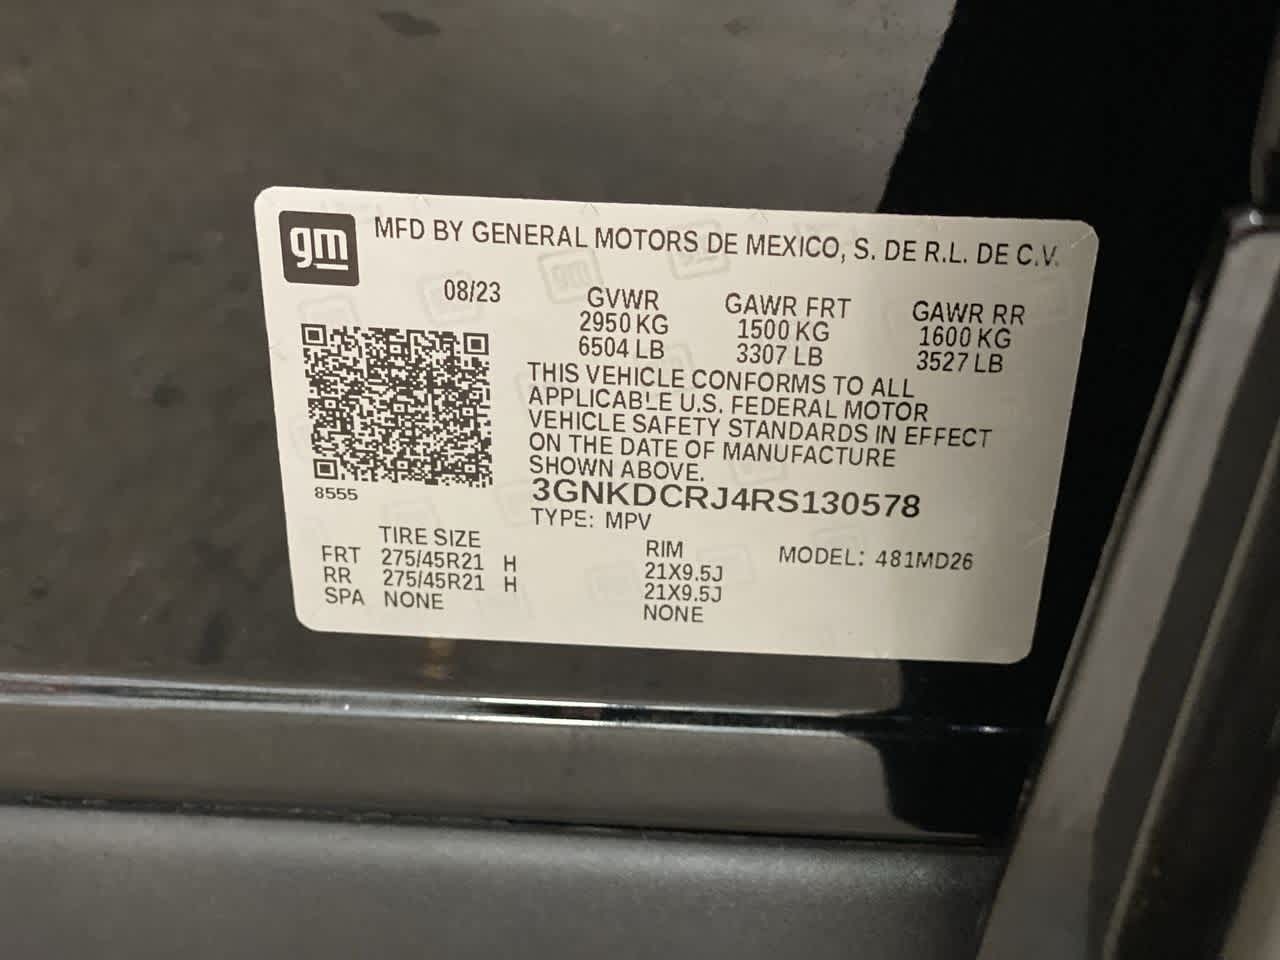 gm MFD BY GENERAL MOTORS DE MEXICO, S. DE R.L. DE C.V.
08/23 GVWR GAWR FRT GAWR RR
2950 KG 1500 KG 1600 KG
6504 LB 3307 LB 3527 LB
THIS VEHICLE CONFORMS TO ALL
APPLICABLE U.S. FEDERAL MOTOR
VEHICLE SAFETY STANDARDS IN EFFECT
ON THE DATE OF MANUFACTURE
SHOWN ABOVE.
8555
3GNKDCRJ4RS130578
TYPE: MPV
TIRE SIZE RIM MODEL: 481MD26
FRT 275/45R21 H 21X9.5J
RR 275/45R21 H 21X9.5J
SPA NONE NONE